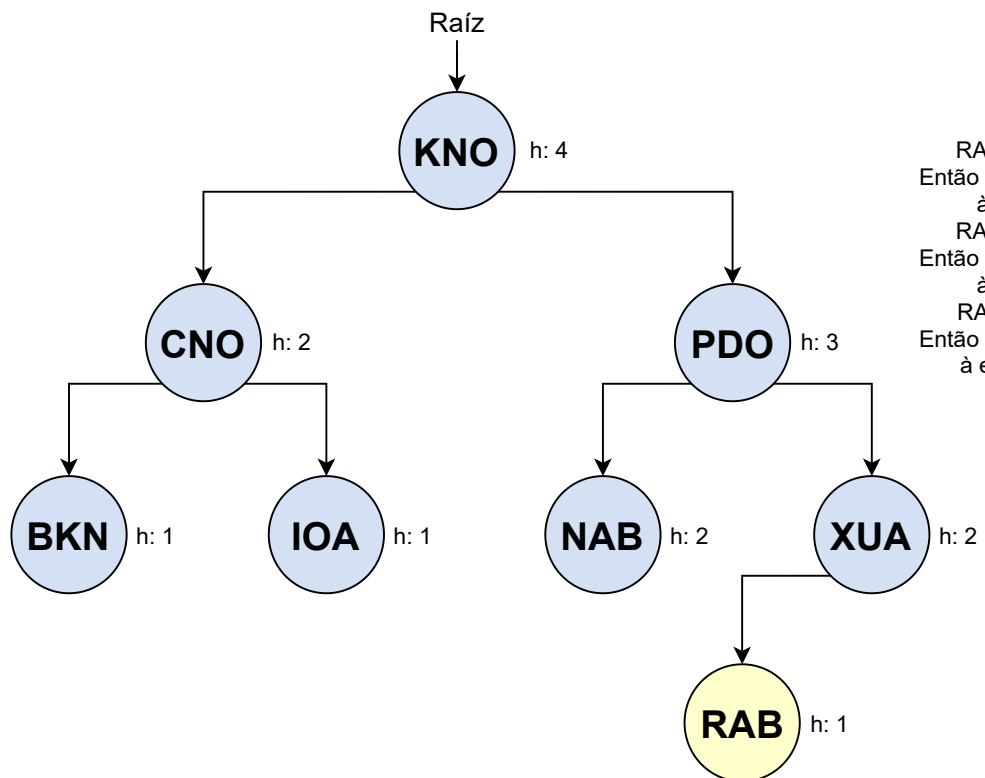 Raíz
KNO
h: 4
RA
Então
à
RA
Então
à
RA
Então
à e
CNO
h: 2
PDO
h: 3
BKN
h: 1
IOA
h: 1
NAB
h: 2
XUA
h: 2
RAB
h: 1